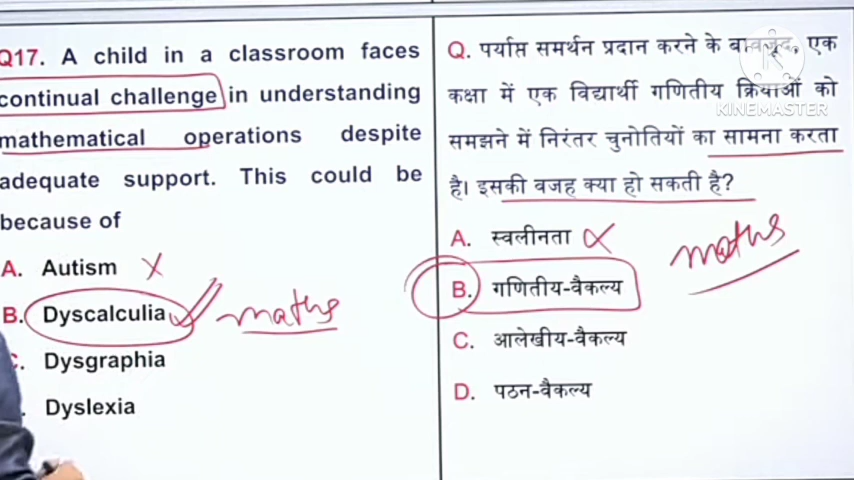 Q17. A child in a classroom faces
continual challenge in understanding
mathematical operations despite
adequate support. This could be
because of
A. Autism
B. Dyscalculia maths
C. Dysgraphia
Dyslexia
Q. पर्याप्त समर्थन प्रदान करने के बावजूद, एक
कक्षा में एक विद्यार्थी गणितीय क्रियाओं को
समझने में निरंतर चुनोतियों का सामना करता
है। इसकी वजह क्या हो सकती है?
A. स्वलीनता
maths
B. गणितीय-वैकल्य
C. आलेखीय-वैकल्य
D. पठन-वैकल्य
K
KINEMASTER